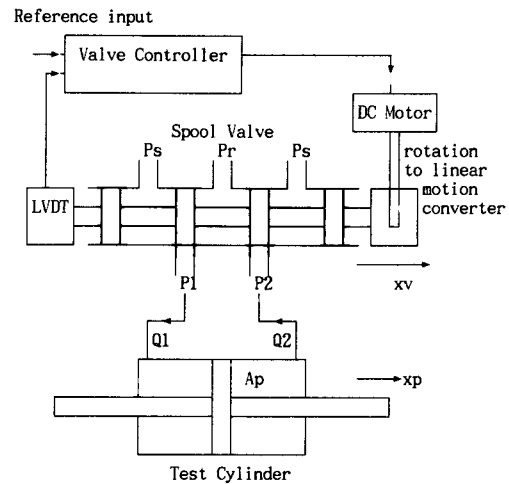 Reference input
Valve Controller
DC Motor
Spool Valve
Ps
Pr
Ps
rotation
to linear
motion
converter
LVDT
P1
P2
xv
Q1
Q2
Ap
xp
Test Cylinder